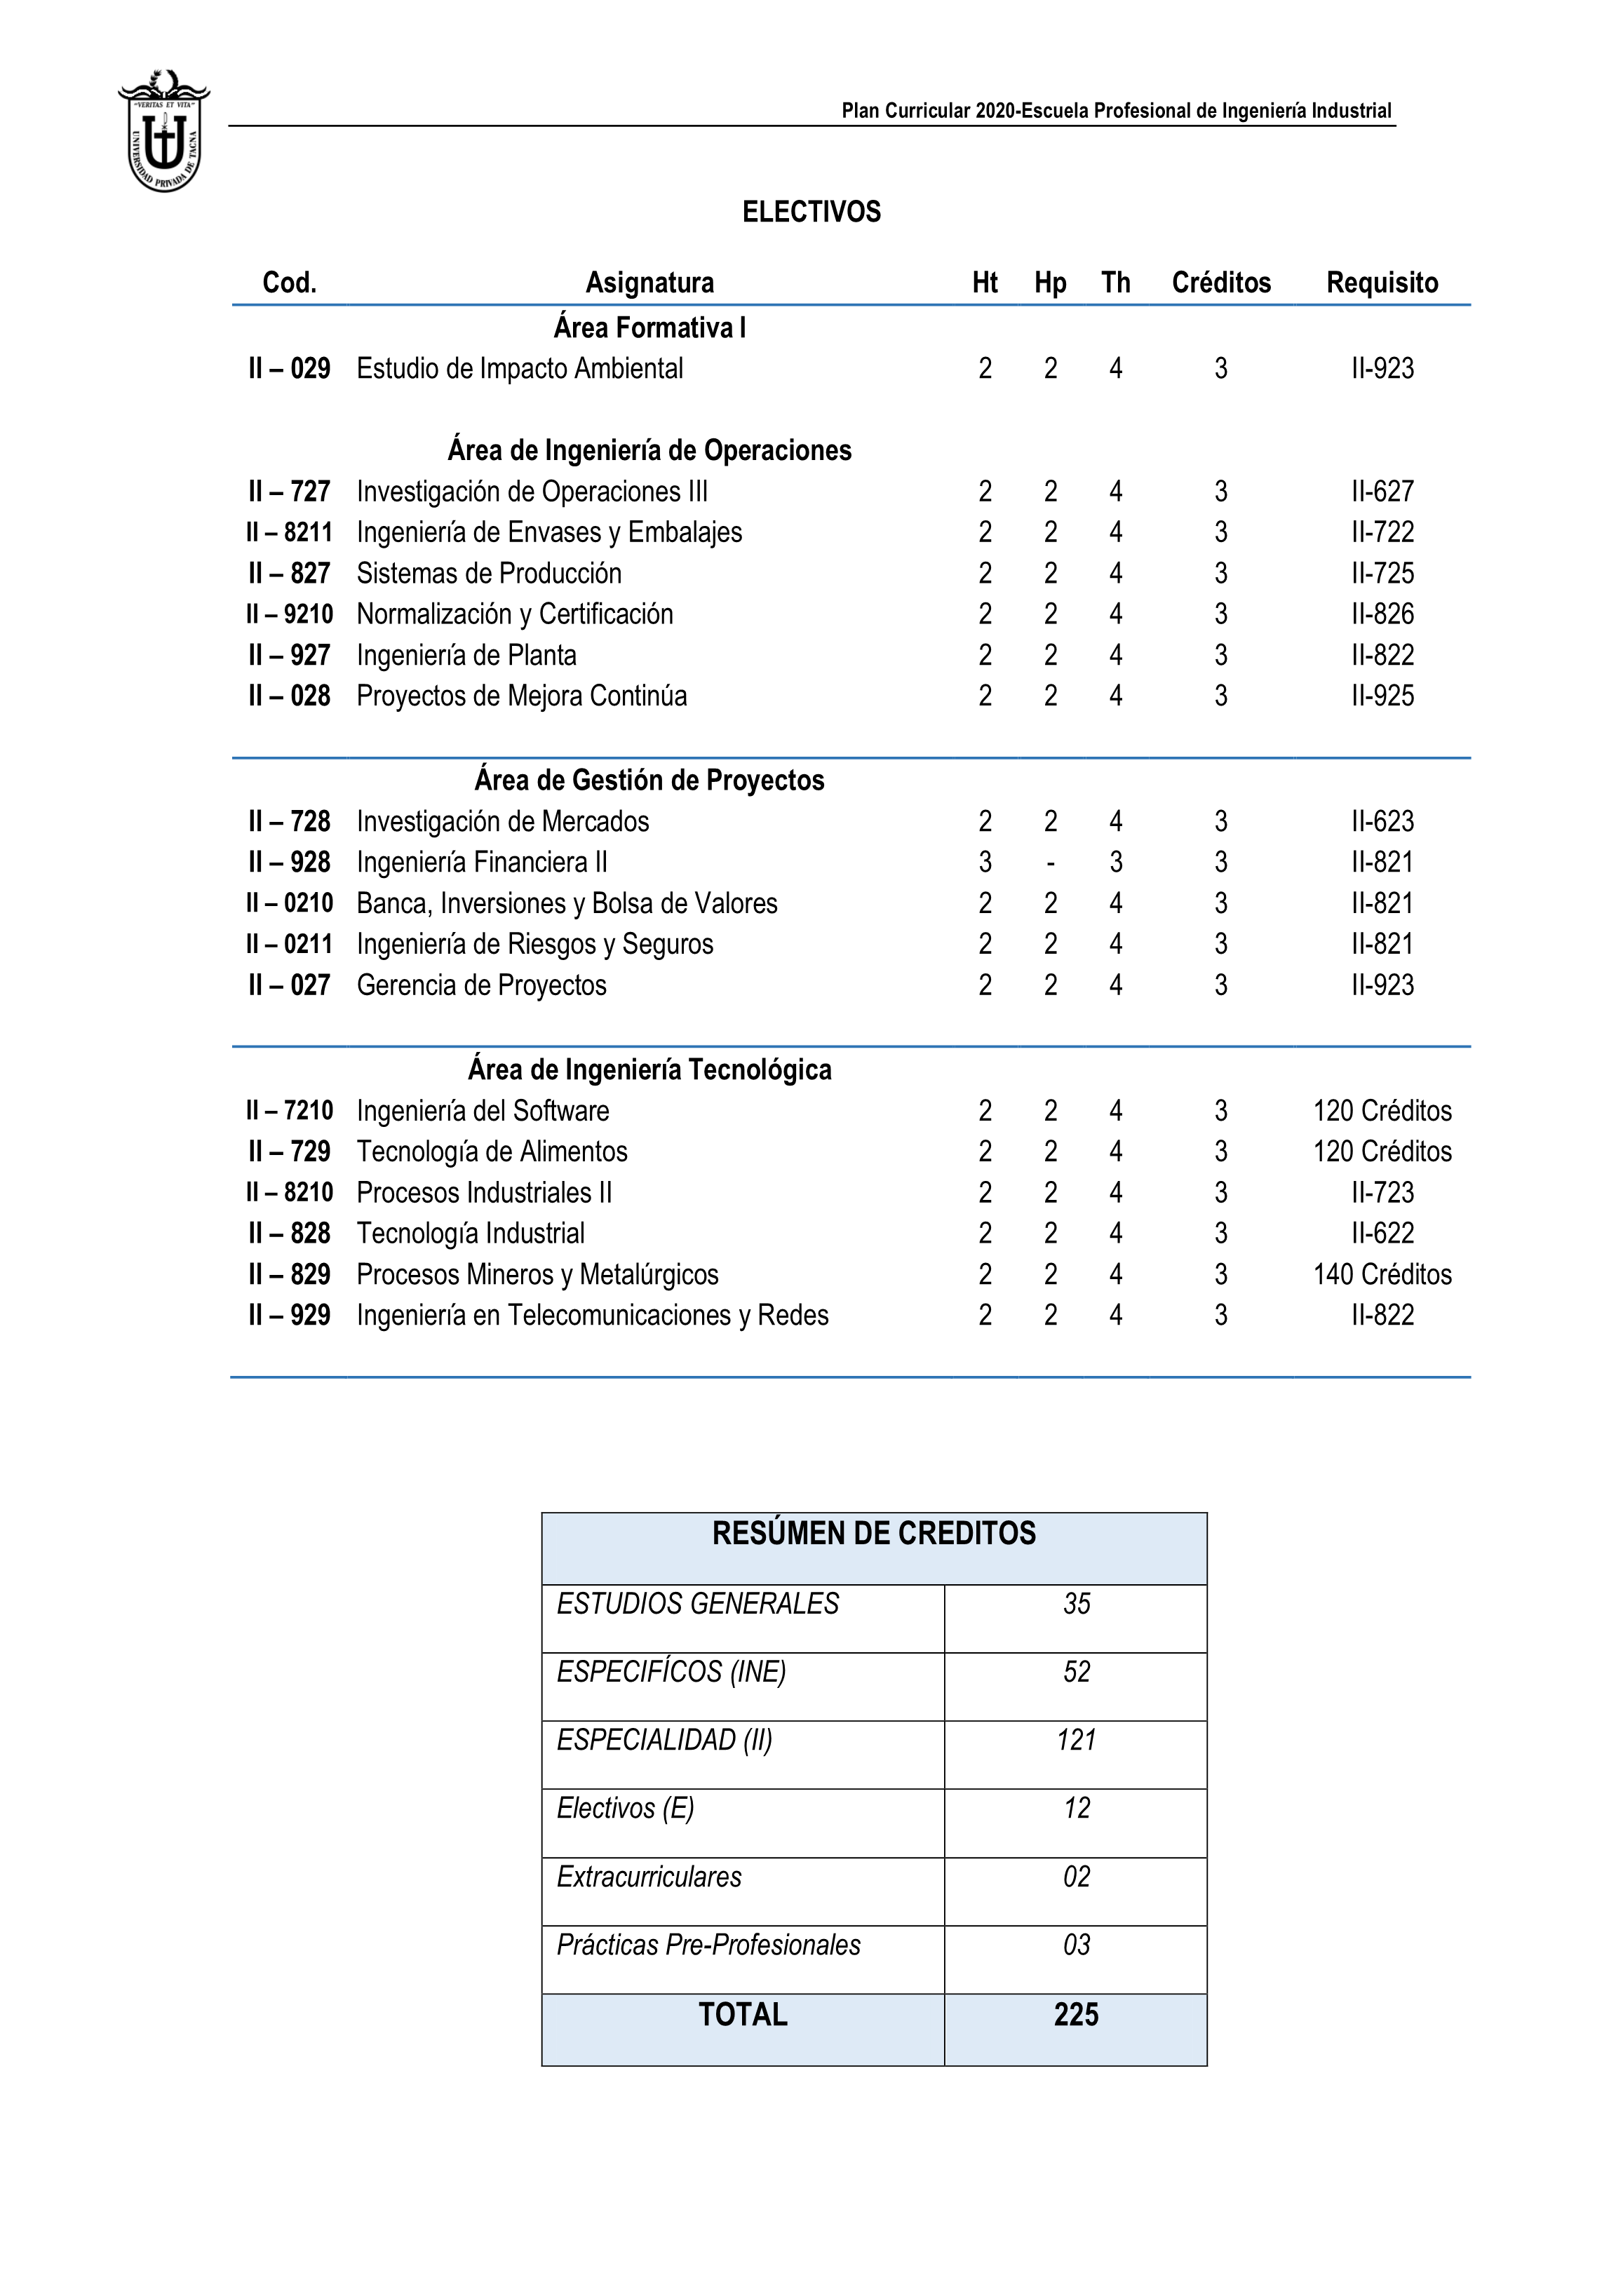 "VERITAS ET VITA"
UNIVERSIDAD PRIVADA DE TACNA
Plan Curricular 2020-Escuela Profesional de Ingeniería Industrial
ELECTIVOS
Cod. Asignatura Ht Hp Th Créditos Requisito
Área Formativa I
II – 029 Estudio de Impacto Ambiental 2 2 4 3 II-923
Área de Ingeniería de Operaciones
II – 727 Investigación de Operaciones III 2 2 4 3 II-627
II – 8211 Ingeniería de Envases y Embalajes 2 2 4 3 II-722
II – 827 Sistemas de Producción 2 2 4 3 II-725
II – 9210 Normalización y Certificación 2 2 4 3 II-826
II – 927 Ingeniería de Planta 2 2 4 3 II-822
II – 028 Proyectos de Mejora Continúa 2 2 4 3 II-925
Área de Gestión de Proyectos
II – 728 Investigación de Mercados 2 2 4 3 II-623
II – 928 Ingeniería Financiera II 3 - 3 3 II-821
II – 0210 Banca, Inversiones y Bolsa de Valores 2 2 4 3 II-821
II – 0211 Ingeniería de Riesgos y Seguros 2 2 4 3 II-821
II – 027 Gerencia de Proyectos 2 2 4 3 II-923
Área de Ingeniería Tecnológica
II – 7210 Ingeniería del Software 2 2 4 3 120 Créditos
II – 729 Tecnología de Alimentos 2 2 4 3 120 Créditos
II – 8210 Procesos Industriales II 2 2 4 3 II-723
II – 828 Tecnología Industrial 2 2 4 3 II-622
II – 829 Procesos Mineros y Metalúrgicos 2 2 4 3 140 Créditos
II – 929 Ingeniería en Telecomunicaciones y Redes 2 2 4 3 II-822
RESÚMEN DE CREDITOS
ESTUDIOS GENERALES 35
ESPECIFÍCOS (INE) 52
ESPECIALIDAD (II) 121
Electivos (E) 12
Extracurriculares 02
Prácticas Pre-Profesionales 03
TOTAL 225